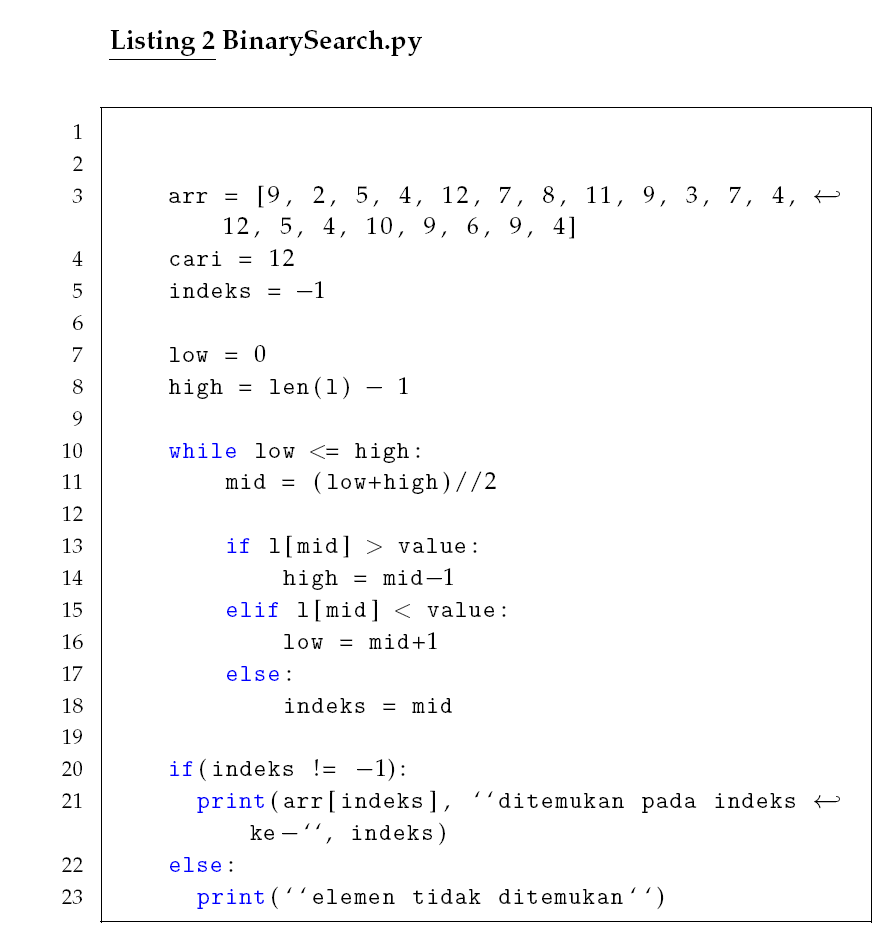 Listing 2 BinarySearch.py
1
2
3 arr = [9, 2, 5, 4, 12, 7, 8, 11, 9, 3, 7, 4, ↩
12, 5, 4, 10, 9, 6, 9, 4]
4 cari = 12
5 indeks = −1
6
7 low = 0
8 high = len(l) − 1
9
10 while low <= high:
11 mid = (low+high)//2
12
13 if l[mid] > value:
14 high = mid−1
15 elif l[mid] < value:
16 low = mid+1
17 else:
18 indeks = mid
19
20 if(indeks != −1):
21 print(arr[indeks], ‘‘ditemukan pada indeks ↩
ke−‘‘, indeks)
22 else:
23 print(‘‘elemen tidak ditemukan‘‘)